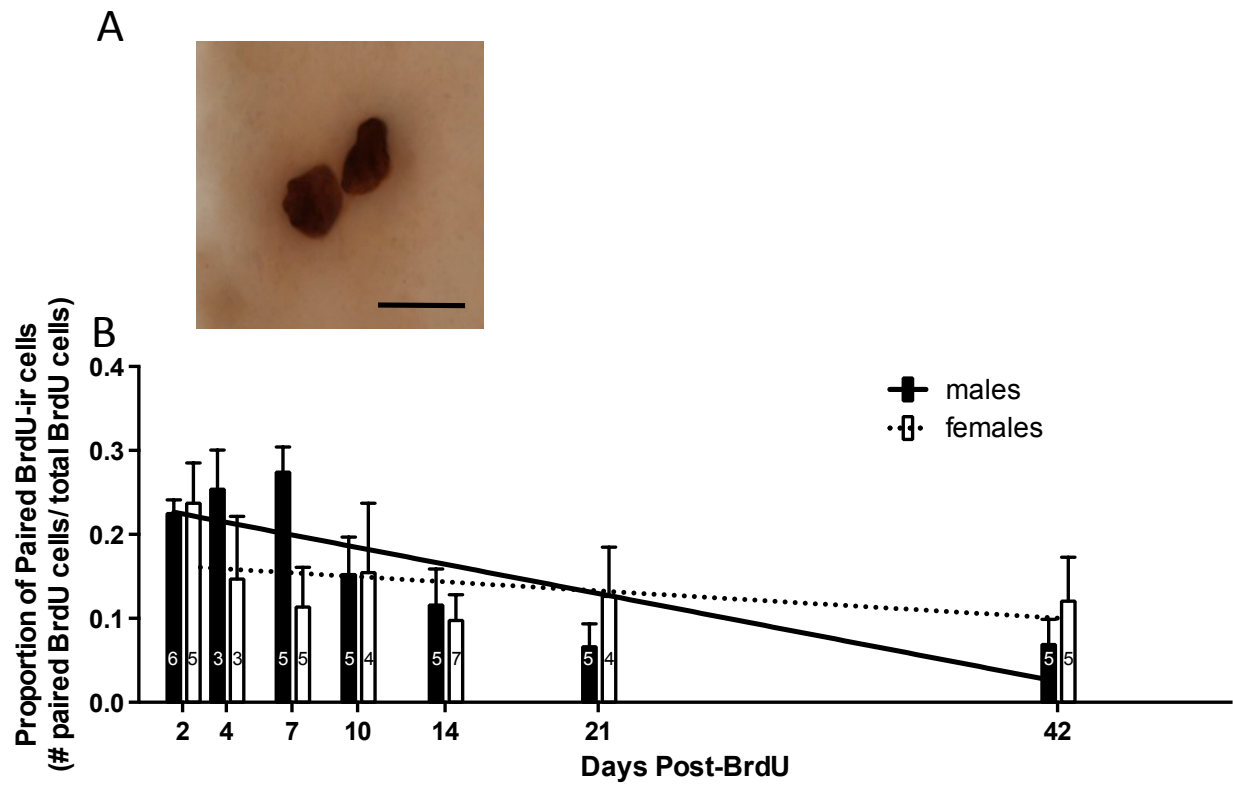 A
B
Proportion of Paired BrdU-ir cells
(# paired BrdU cells/ total BrdU cells)
0.4
0.3
0.2
0.1
0.0
males
females
6 5 3 3 5 5 5 4 5 7 5 4 5 5
2 4 7 10 14 21 42
Days Post-BrdU